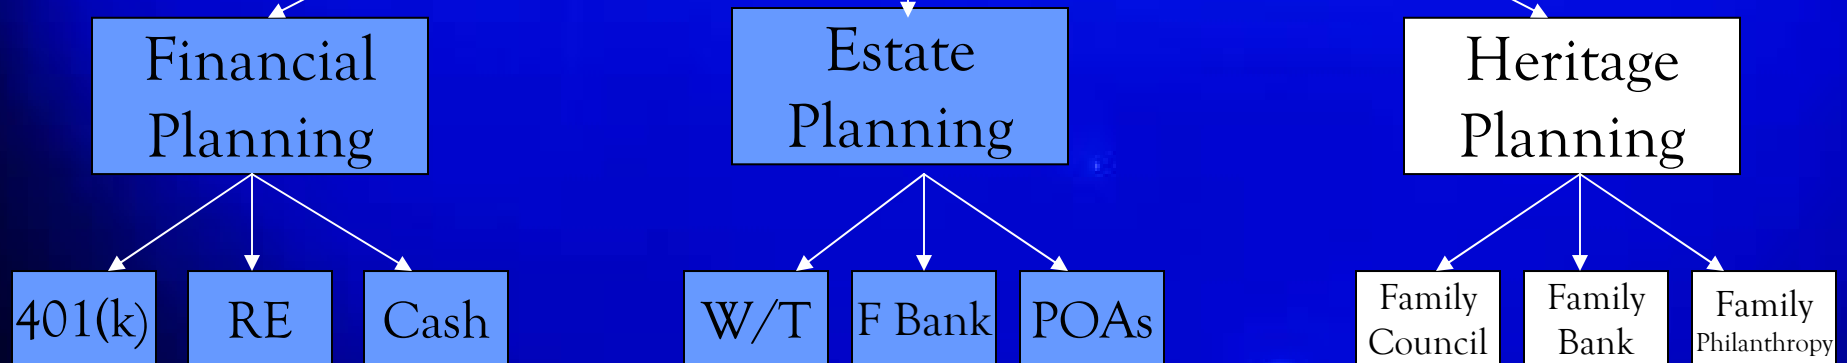 Financial
Planning
Estate
Planning
Heritage
Planning
401(k)
RE
Cash
W/T
F Bank
POAs
Family
Council
Family
Bank
Family
Philanthropy